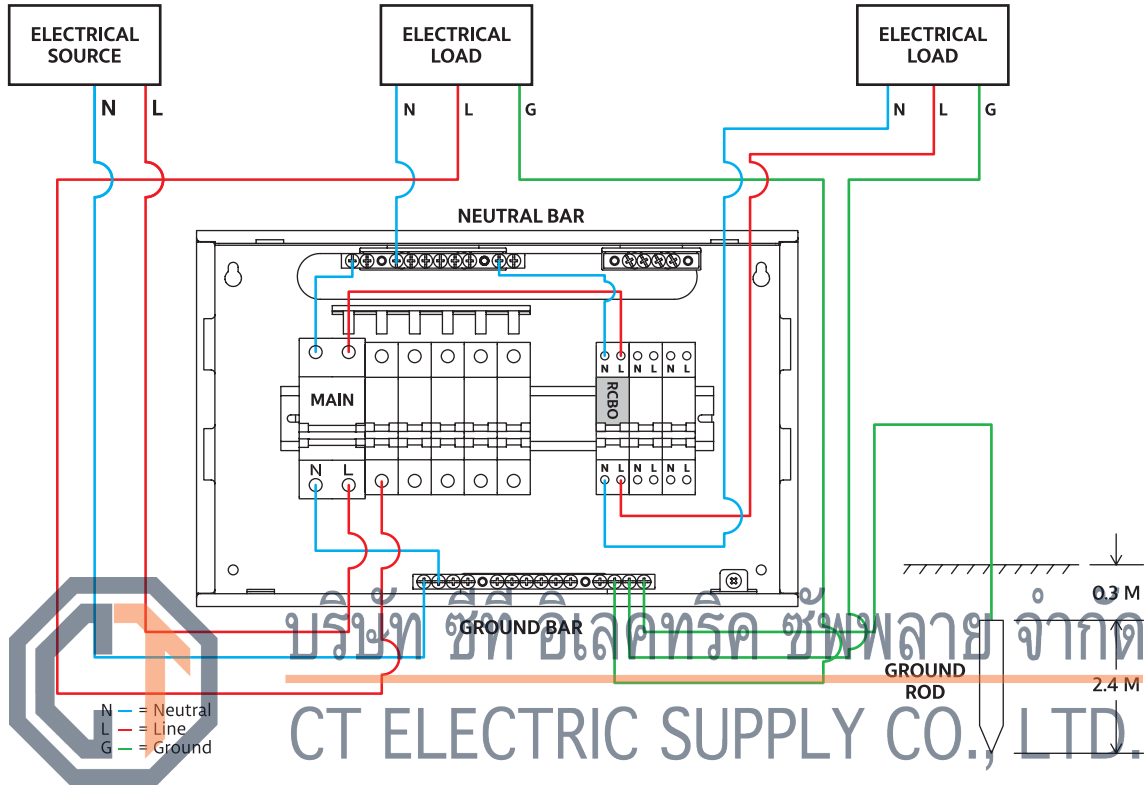 ELECTRICAL
SOURCE
ELECTRICAL
LOAD
ELECTRICAL
LOAD
N
L
N
L
G
N
L
G
NEUTRAL BAR
N L N L N L
MAIN
RCBO
N L
N L N L N L
0.3 M
บริษัท ซีที อิเลคทริค ซัพพลาย จำกัด
GROUND BAR
GROUND
ROD
2.4 M
N = Neutral
L = Line
G = Ground
CT ELECTRIC SUPPLY CO., LTD.